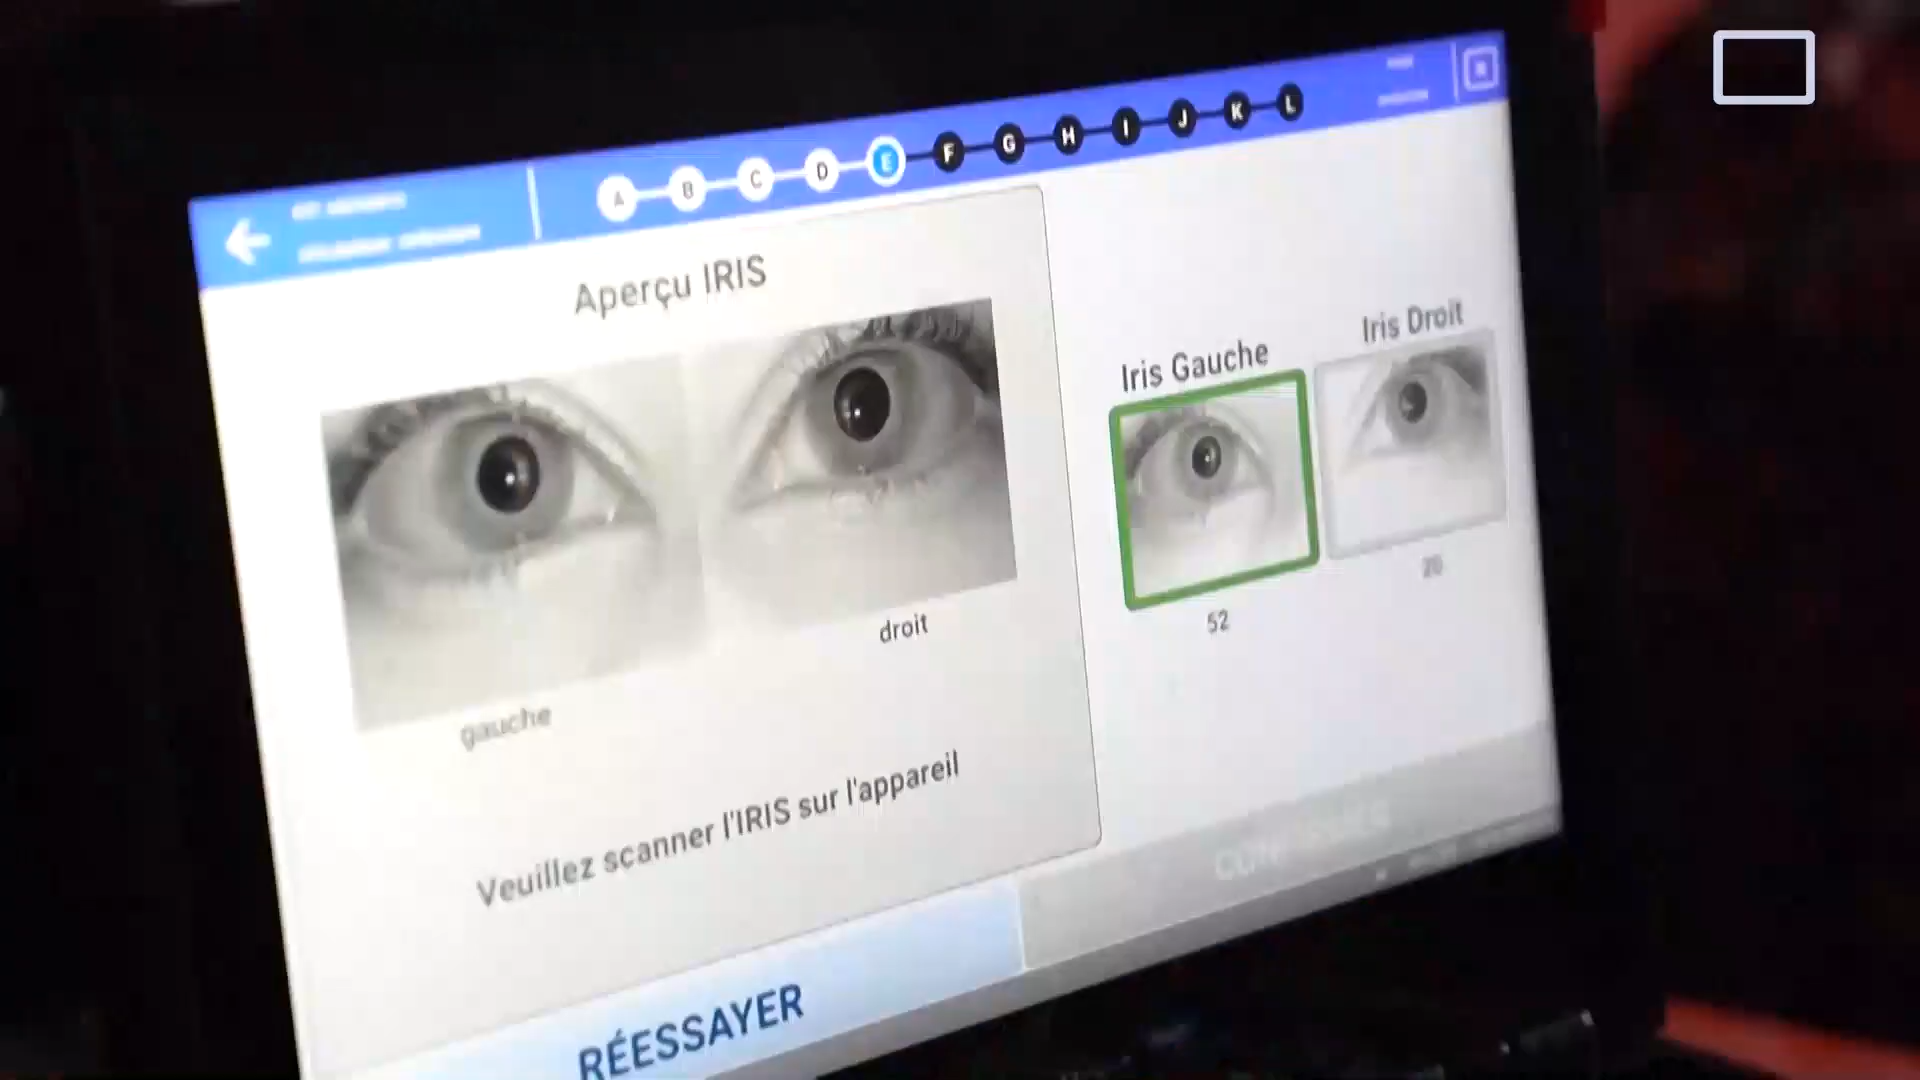 A B C D E F G H I J K L
Aperçu IRIS
gauche
droit
Veuillez scanner l'IRIS sur l'appareil
Iris Gauche
Iris Droit
52
20
RÉESSAYER